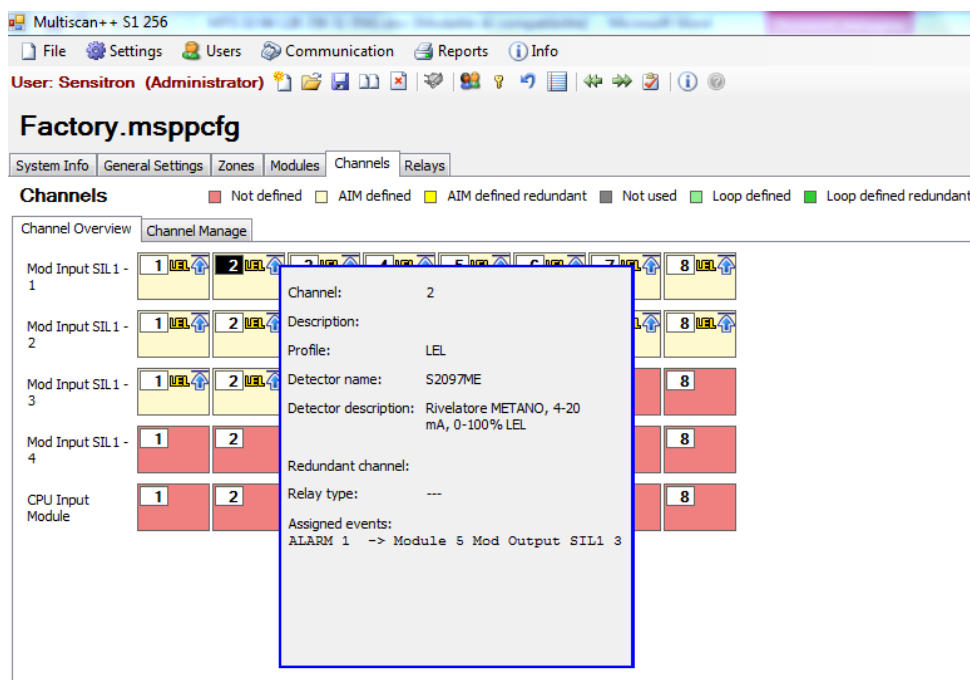 Multiscan++ S1 256
File Settings Users Communication Reports Info
User: Sensitron (Administrator)
Factory.msppcfg
System Info General Settings Zones Modules Channels Relays
Channels Not defined AIM defined AIM defined redundant Not used Loop defined Loop defined redundant
Channel Overview Channel Manage
Mod Input SIL1 - 1 1 LEL 2 LEL 8 LEL
Channel: 2
Mod Input SIL1 - 2 1 LEL 2 LEL 8 LEL
Description:
Profile: LEL
Mod Input SIL1 - 3 1 LEL 2 LEL 8
Detector name: S2097ME
Detector description: Rivelatore METANO, 4-20
mA, 0-100% LEL
Mod Input SIL1 - 4 1 2 8
Redundant channel:
CPU Input Module 1 2 8
Relay type: ---
Assigned events:
ALARM 1 -> Module 5 Mod Output SIL1 3